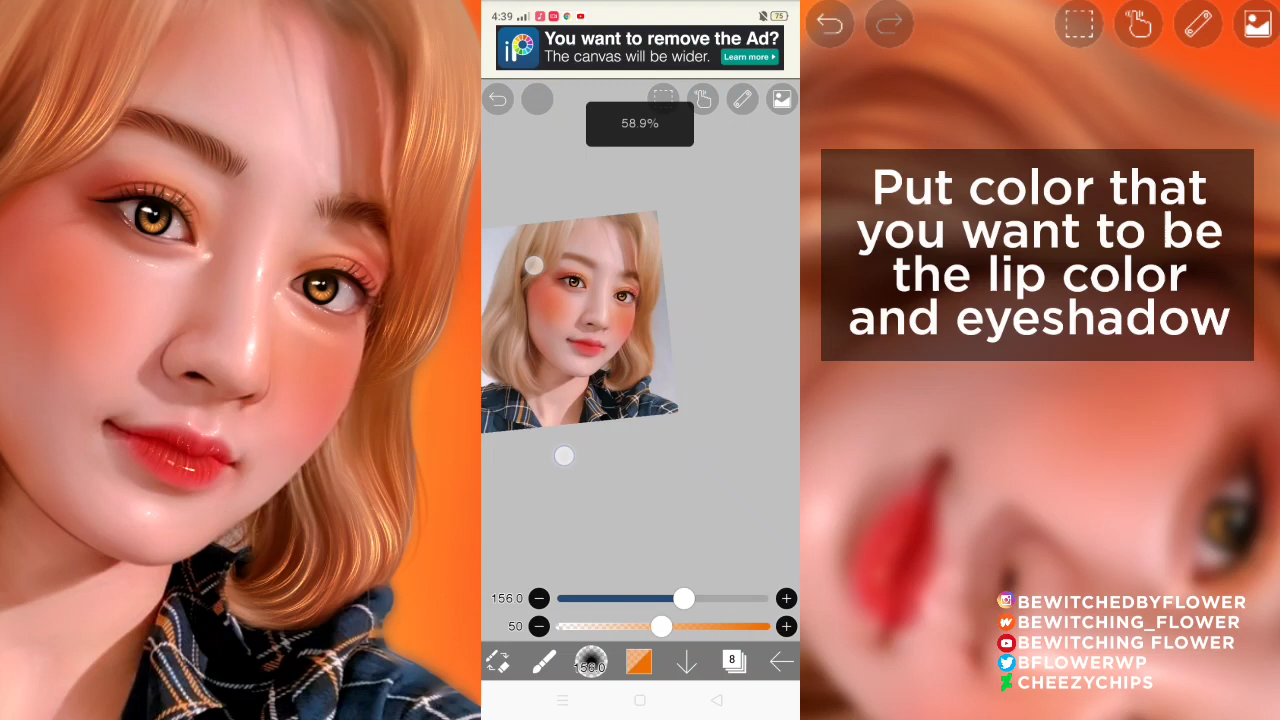 4:39
75
iP
You want to remove the Ad?
The canvas will be wider.
Learn more
58.9%
Put color that
you want to be
the lip color
and eyeshadow
156.0
50
156.0
8
BEWITCHEDBYFLOWER
BEWITCHING_FLOWER
BEWITCHING FLOWER
BFLOWERWP
CHEEZYCHIPS